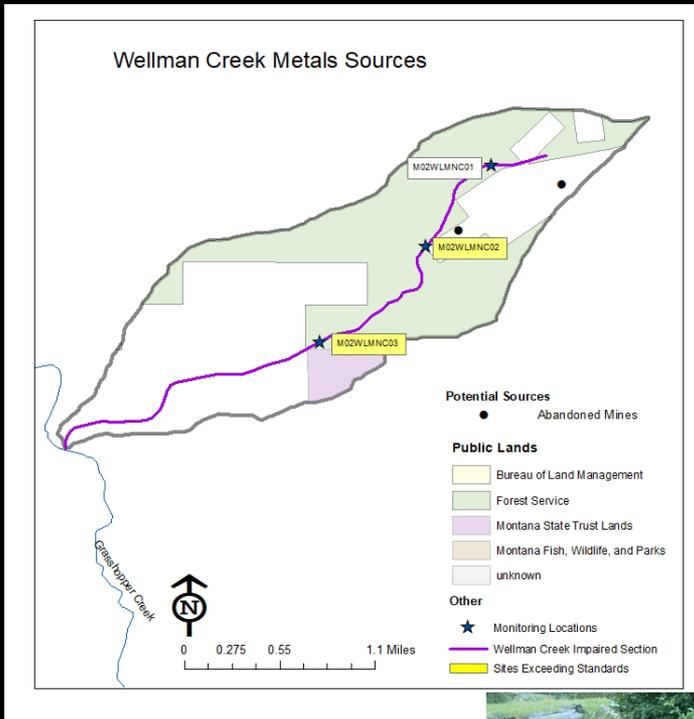 Wellman Creek Metals Sources
M02WLMNC01
M02WLMNC02
M02WLMNC03
Grasshopper Creek
N
0 0.275 0.55 1.1 Miles
Potential Sources
Abandoned Mines
Public Lands
Bureau of Land Management
Forest Service
Montana State Trust Lands
Montana Fish, Wildlife, and Parks
unknown
Other
Monitoring Locations
Wellman Creek Impaired Section
Sites Exceeding Standards